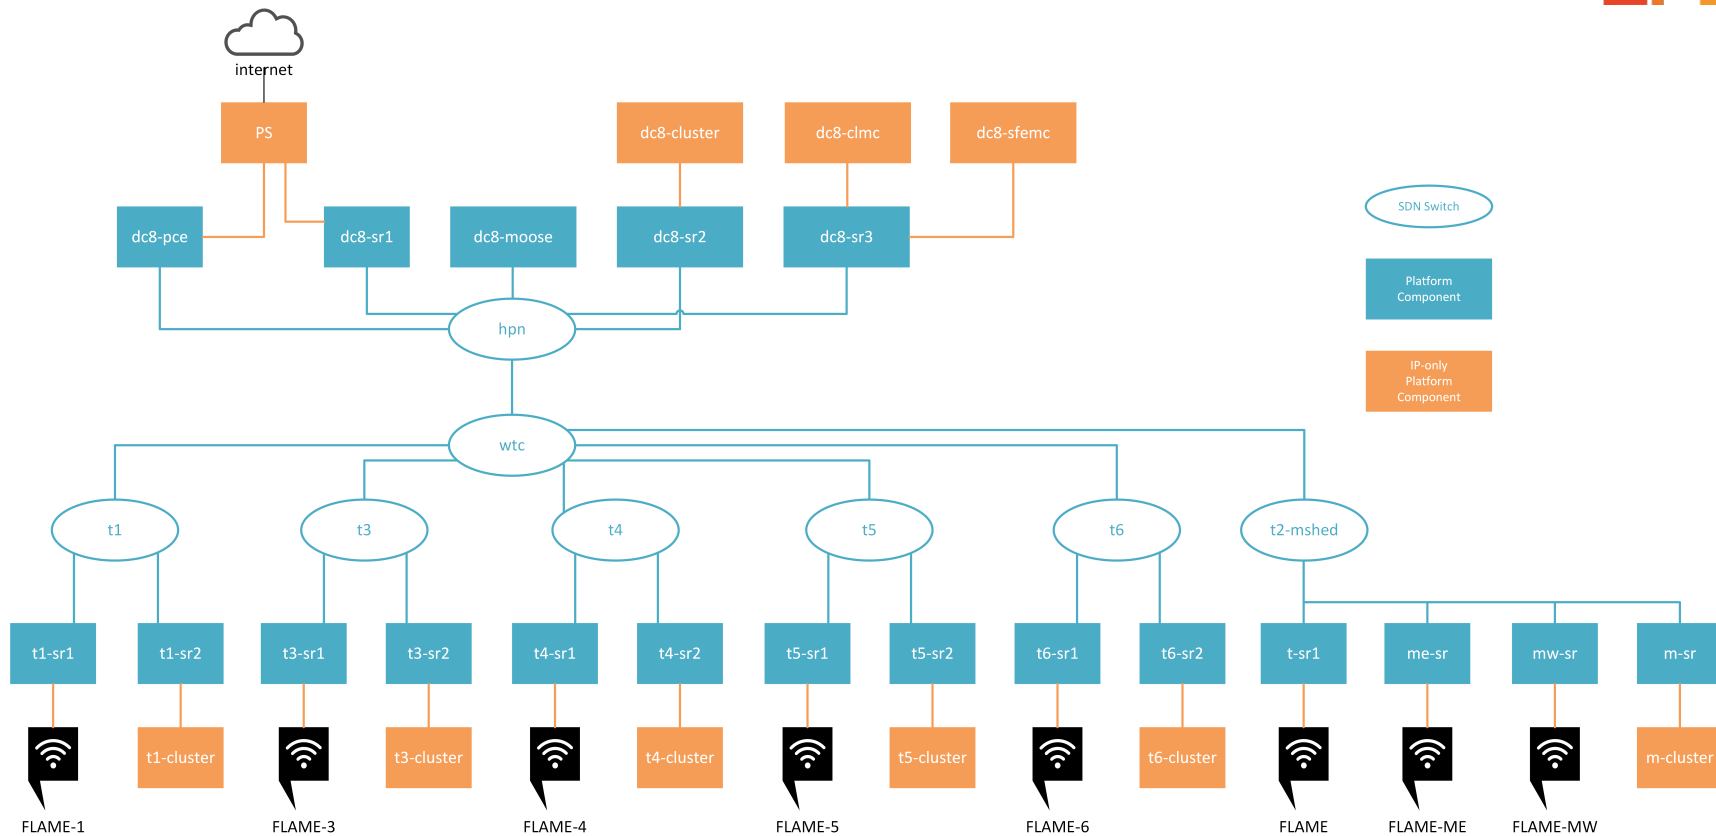 internet
PS
dc8-cluster
dc8-clmc
dc8-sfemc
dc8-pce
dc8-sr1
dc8-moose
dc8-sr2
dc8-sr3
SDN Switch
Platform
Component
hpn
IP-only
Platform
Component
wtc
t1
t3
t4
t5
t6
t2-mshed
t1-sr1
t1-sr2
t3-sr1
t3-sr2
t4-sr1
t4-sr2
t5-sr1
t5-sr2
t6-sr1
t6-sr2
t-sr1
me-sr
mw-sr
m-sr
t1-cluster
t3-cluster
t4-cluster
t5-cluster
t6-cluster
m-cluster
FLAME-1
FLAME-3
FLAME-4
FLAME-5
FLAME-6
FLAME
FLAME-ME
FLAME-MW